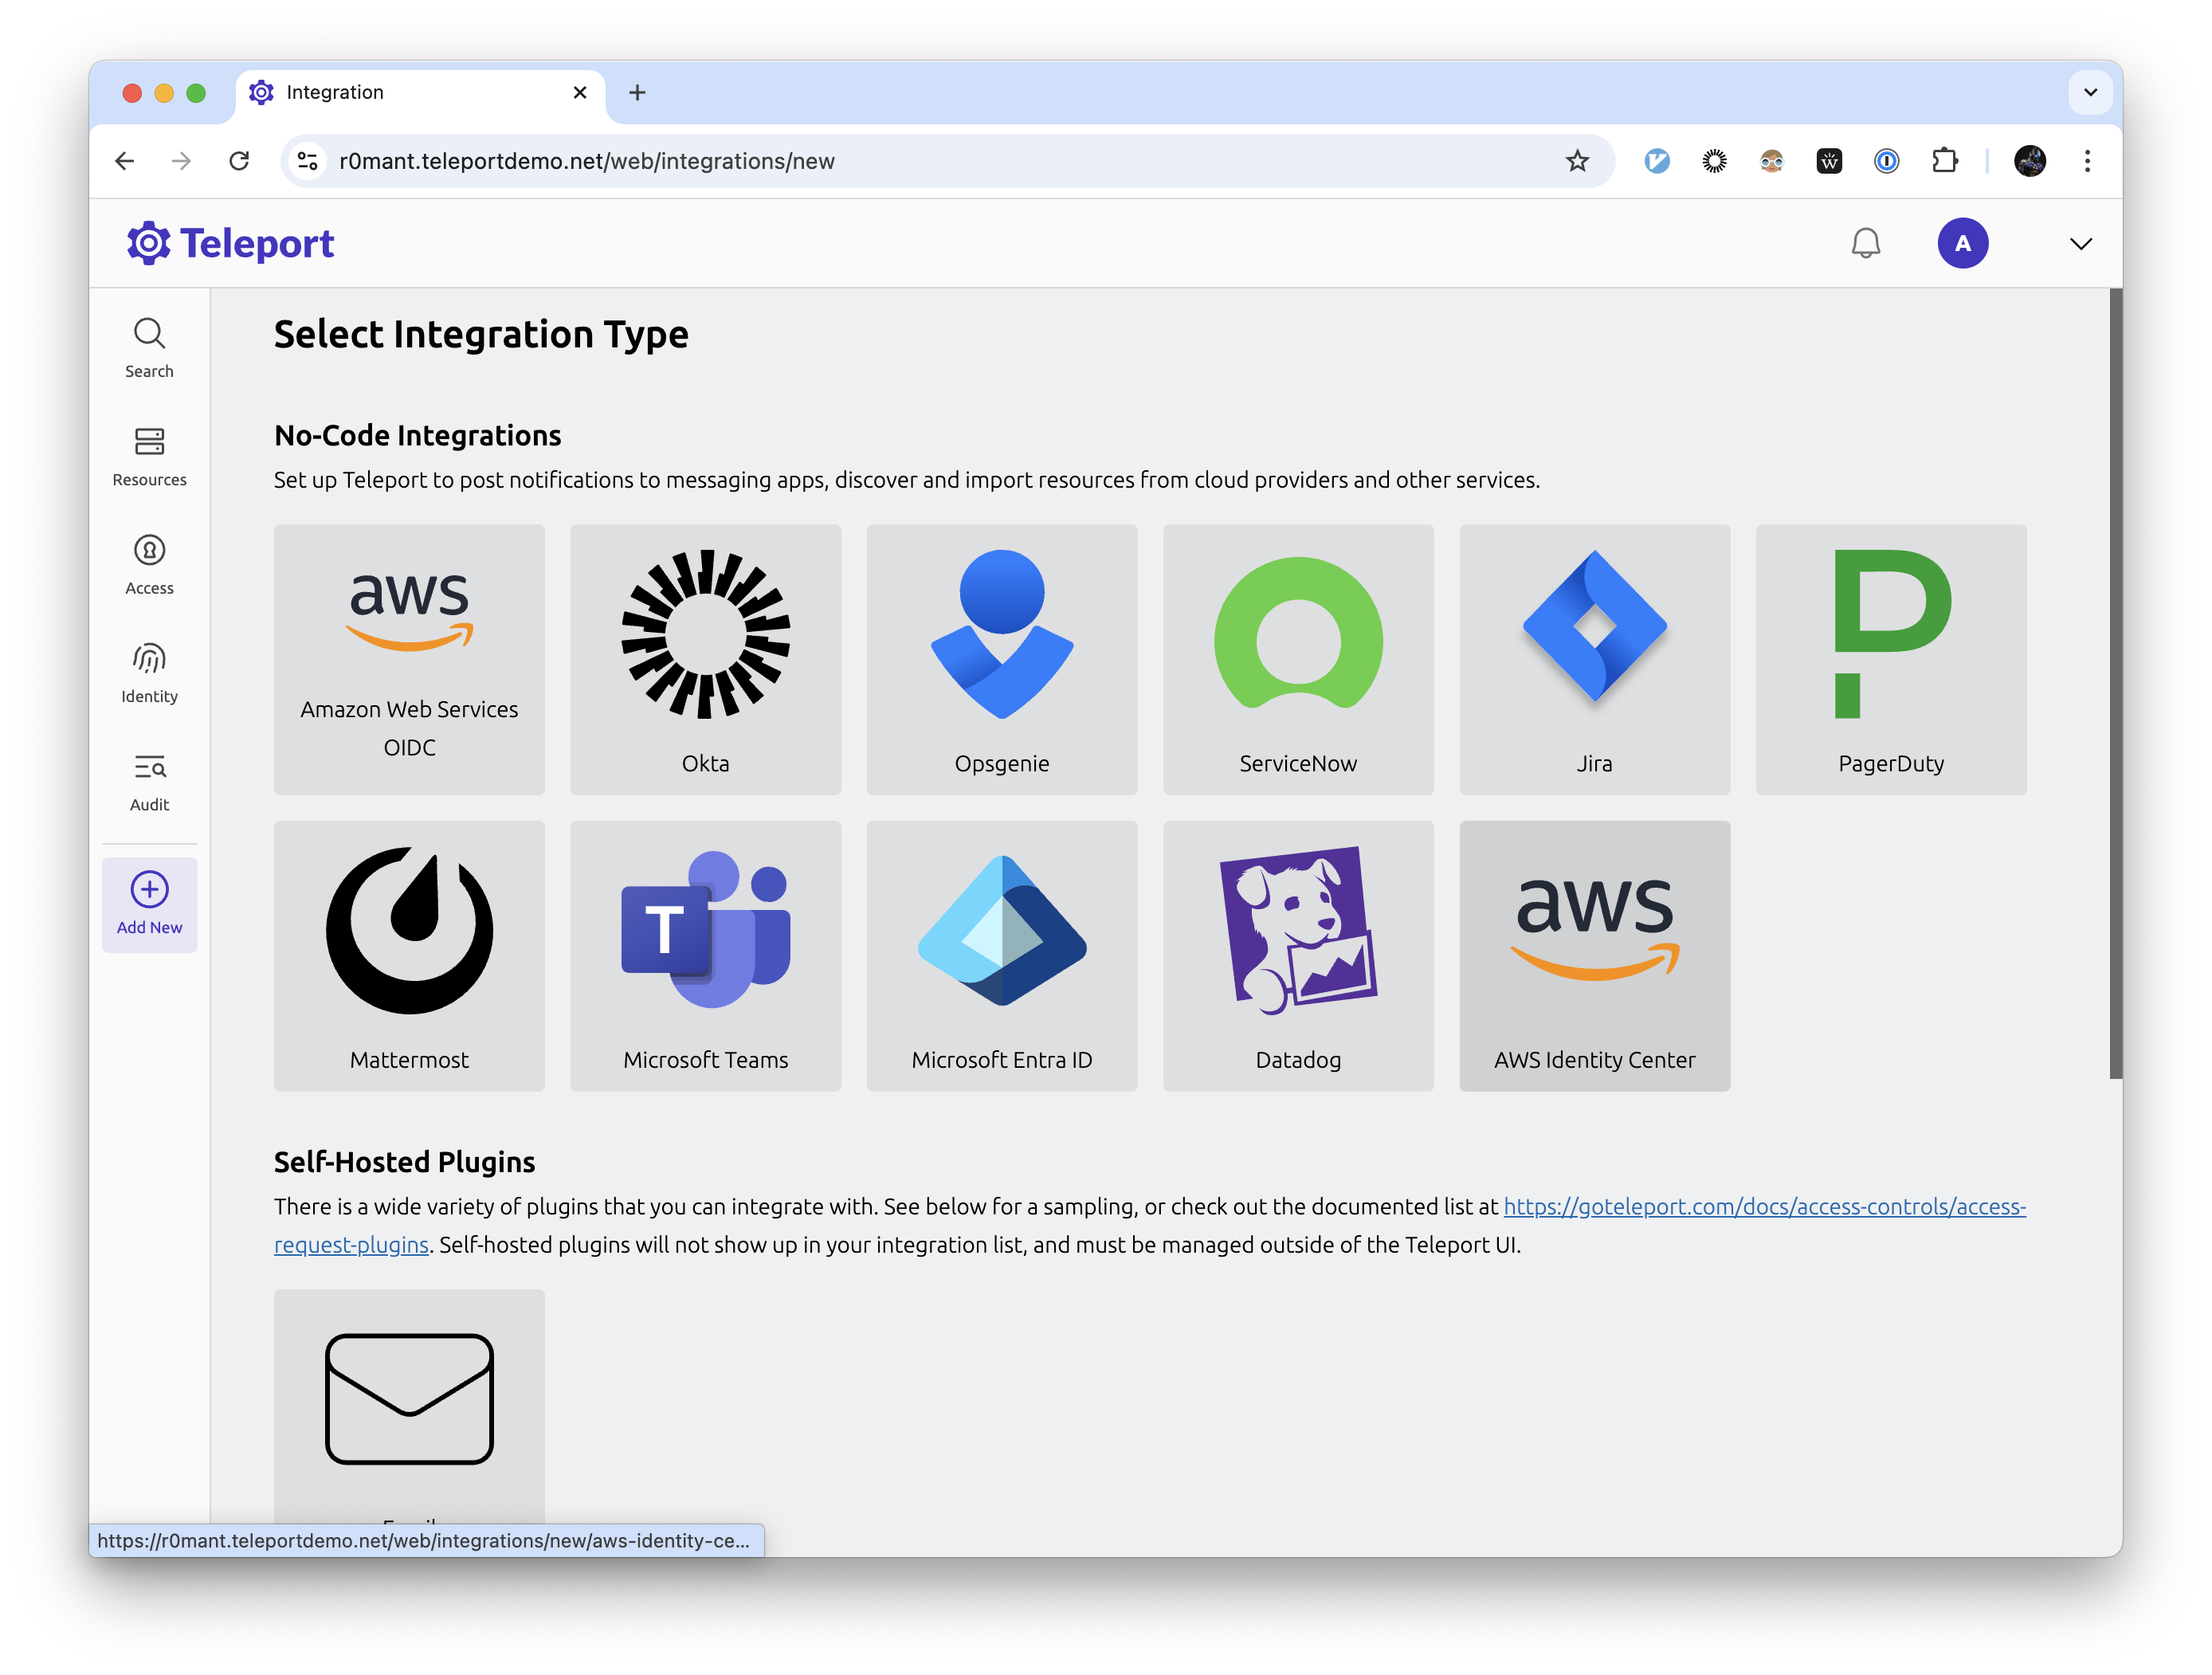 Integration
r0mant.teleportdemo.net/web/integrations/new
Teleport
A
Search
Resources
Access
Identity
Audit
Add New
Select Integration Type
No-Code Integrations
Set up Teleport to post notifications to messaging apps, discover and import resources from cloud providers and other services.
aws
Amazon Web Services
OIDC
Okta
Opsgenie
ServiceNow
Jira
P
PagerDuty
Mattermost
T
Microsoft Teams
Microsoft Entra ID
Datadog
aws
AWS Identity Center
Self-Hosted Plugins
There is a wide variety of plugins that you can integrate with. See below for a sampling, or check out the documented list at https://goteleport.com/docs/access-controls/access-
request-plugins. Self-hosted plugins will not show up in your integration list, and must be managed outside of the Teleport UI.
https://r0mant.teleportdemo.net/web/integrations/new/aws-identity-ce...